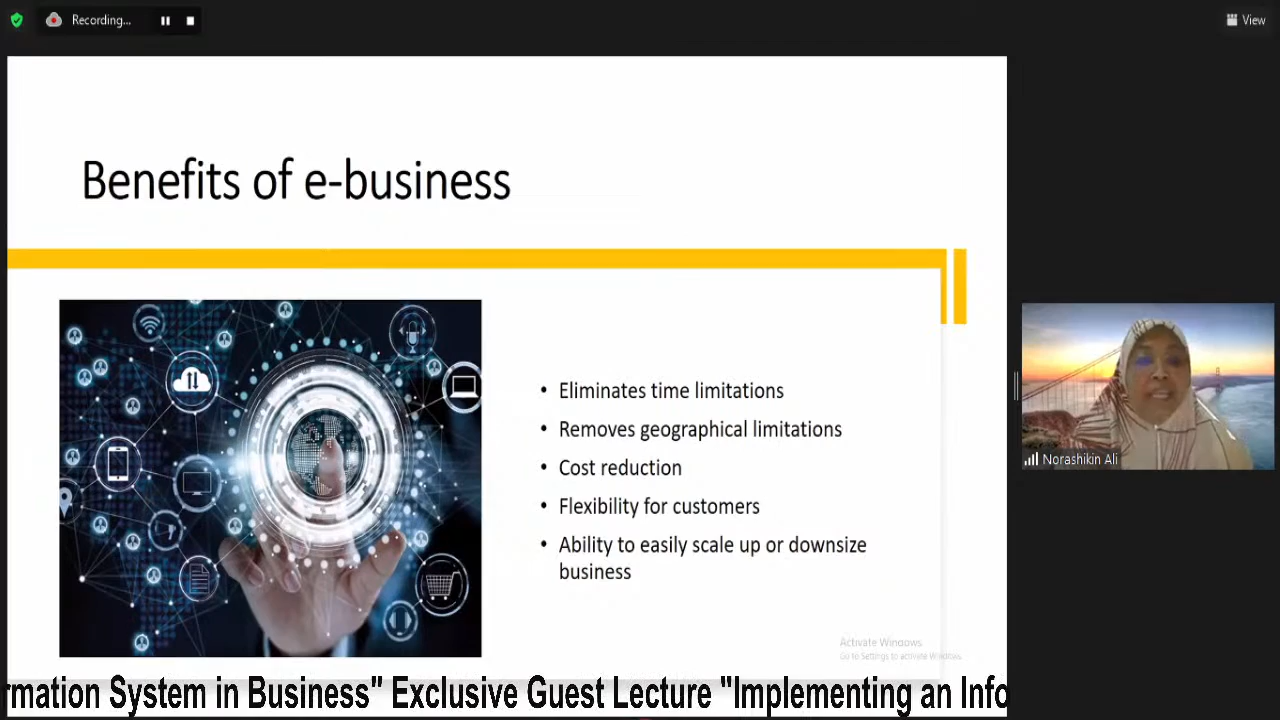 Recording...
View
Benefits of e-business
• Eliminates time limitations
• Removes geographical limitations
• Cost reduction
• Flexibility for customers
• Ability to easily scale up or downsize
business
Norashikin Ali
Activate Windows
Go to Settings to activate Windows.
rmation System in Business" Exclusive Guest Lecture "Implementing an Info